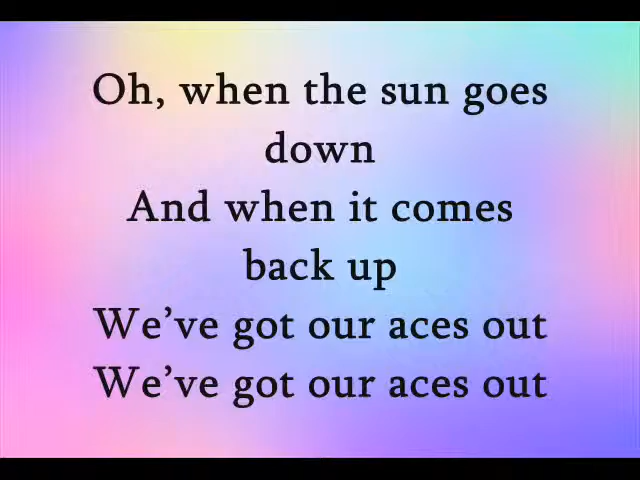 Oh, when the sun goes
down
And when it comes
back up
We’ve got our aces out
We’ve got our aces out